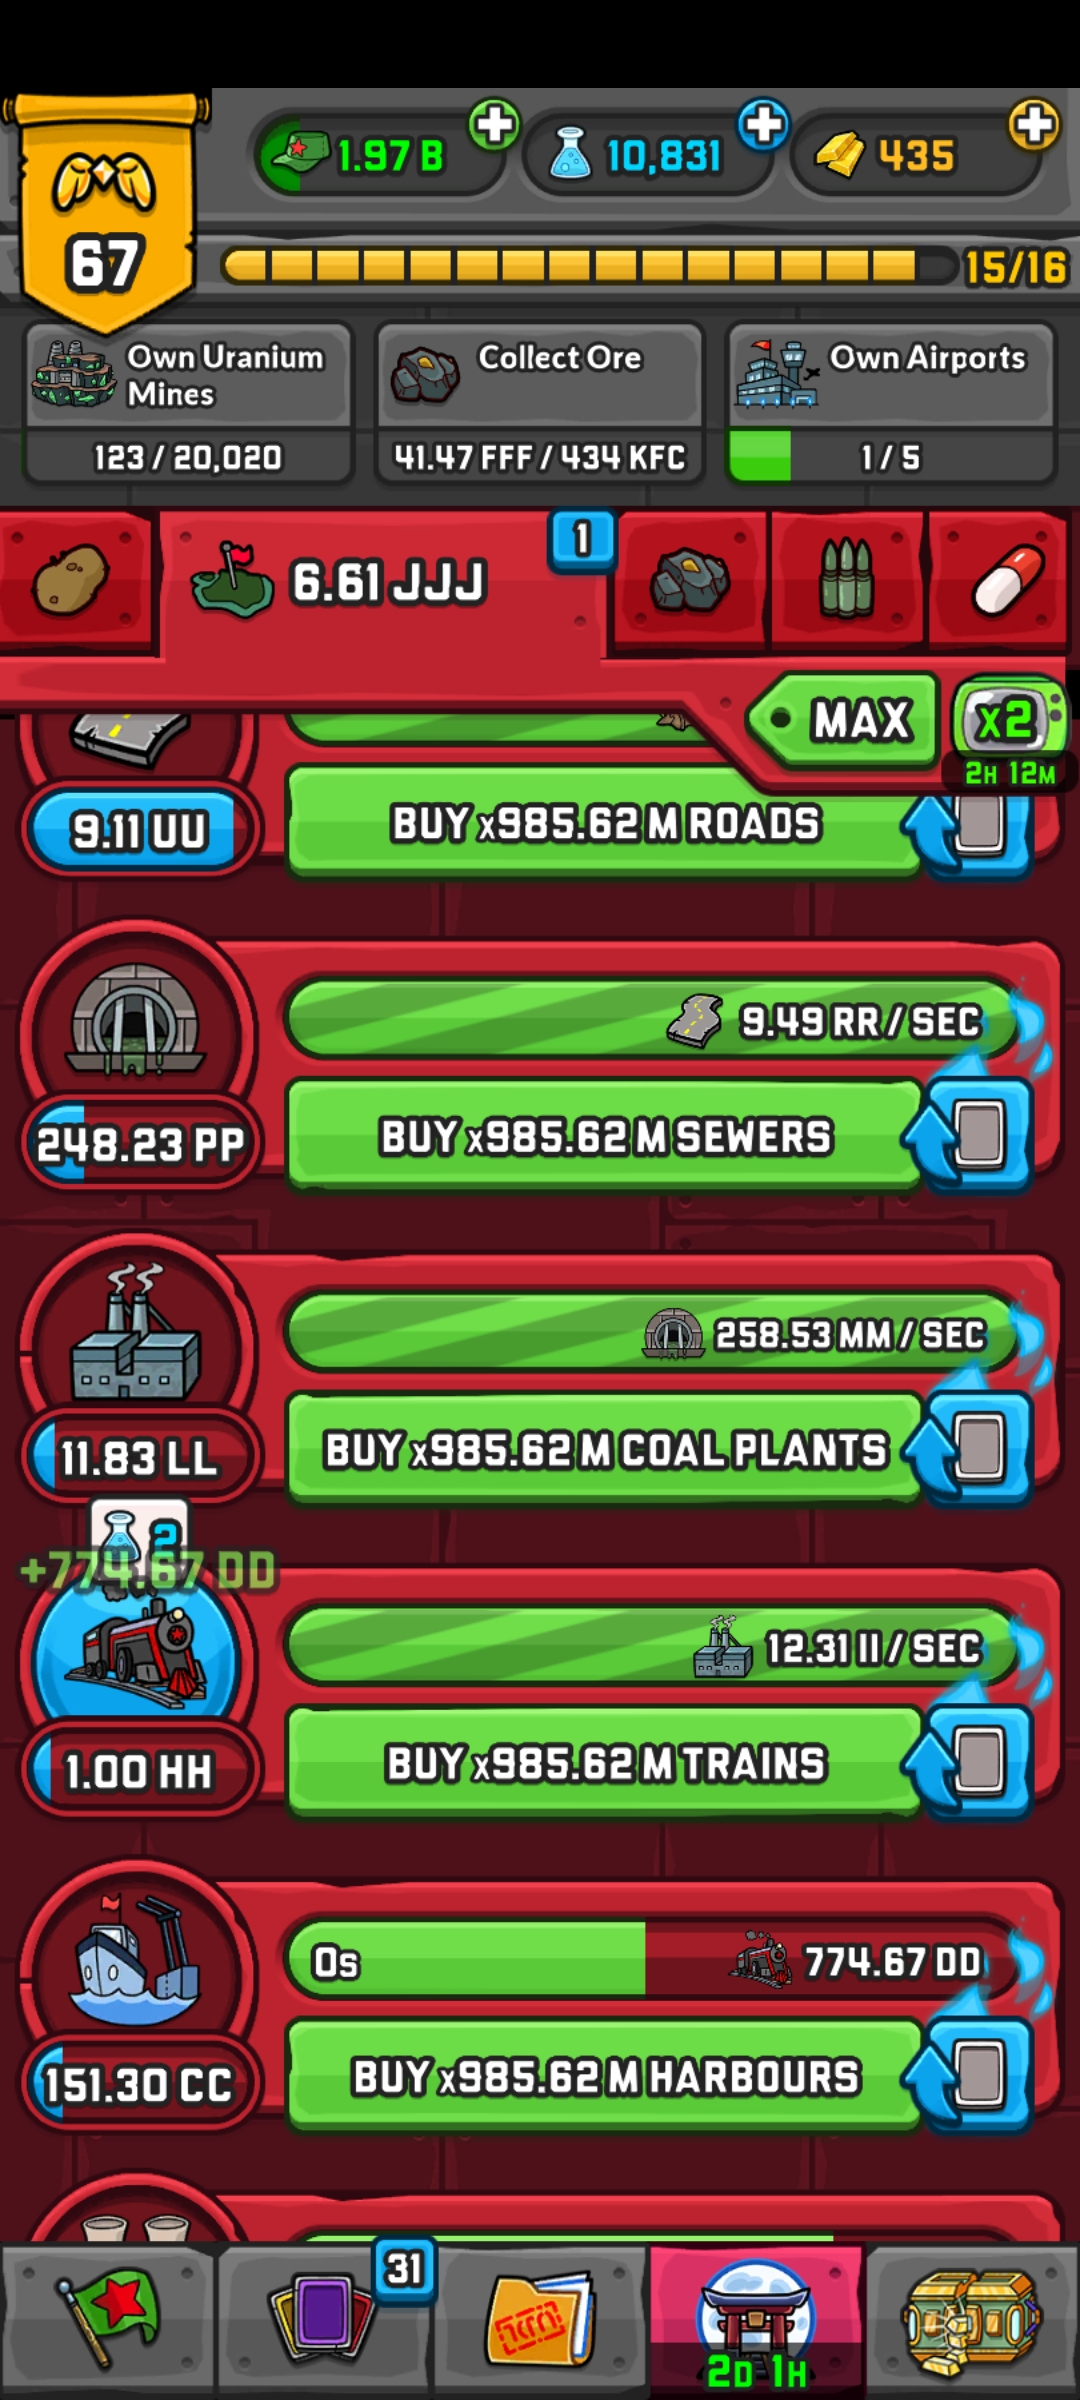 1.97 B
10,831
435
67
15/16
Own Uranium
Mines
123 / 20,020
Collect Ore
41.47 FFF / 434 KFC
Own Airports
1 / 5
6.61 JJJ
1
MAX
x2
2H 12M
9.11 UU
BUY x985.62 M ROADS
9.49 RR / SEC
248.23 PP
BUY x985.62 M SEWERS
258.53 MM / SEC
11.83 LL
BUY x985.62 M COAL PLANTS
2
+774.67 DD
12.31 II / SEC
1.00 HH
BUY x985.62 M TRAINS
0s
774.67 DD
151.30 CC
BUY x985.62 M HARBOURS
31
2D 1H